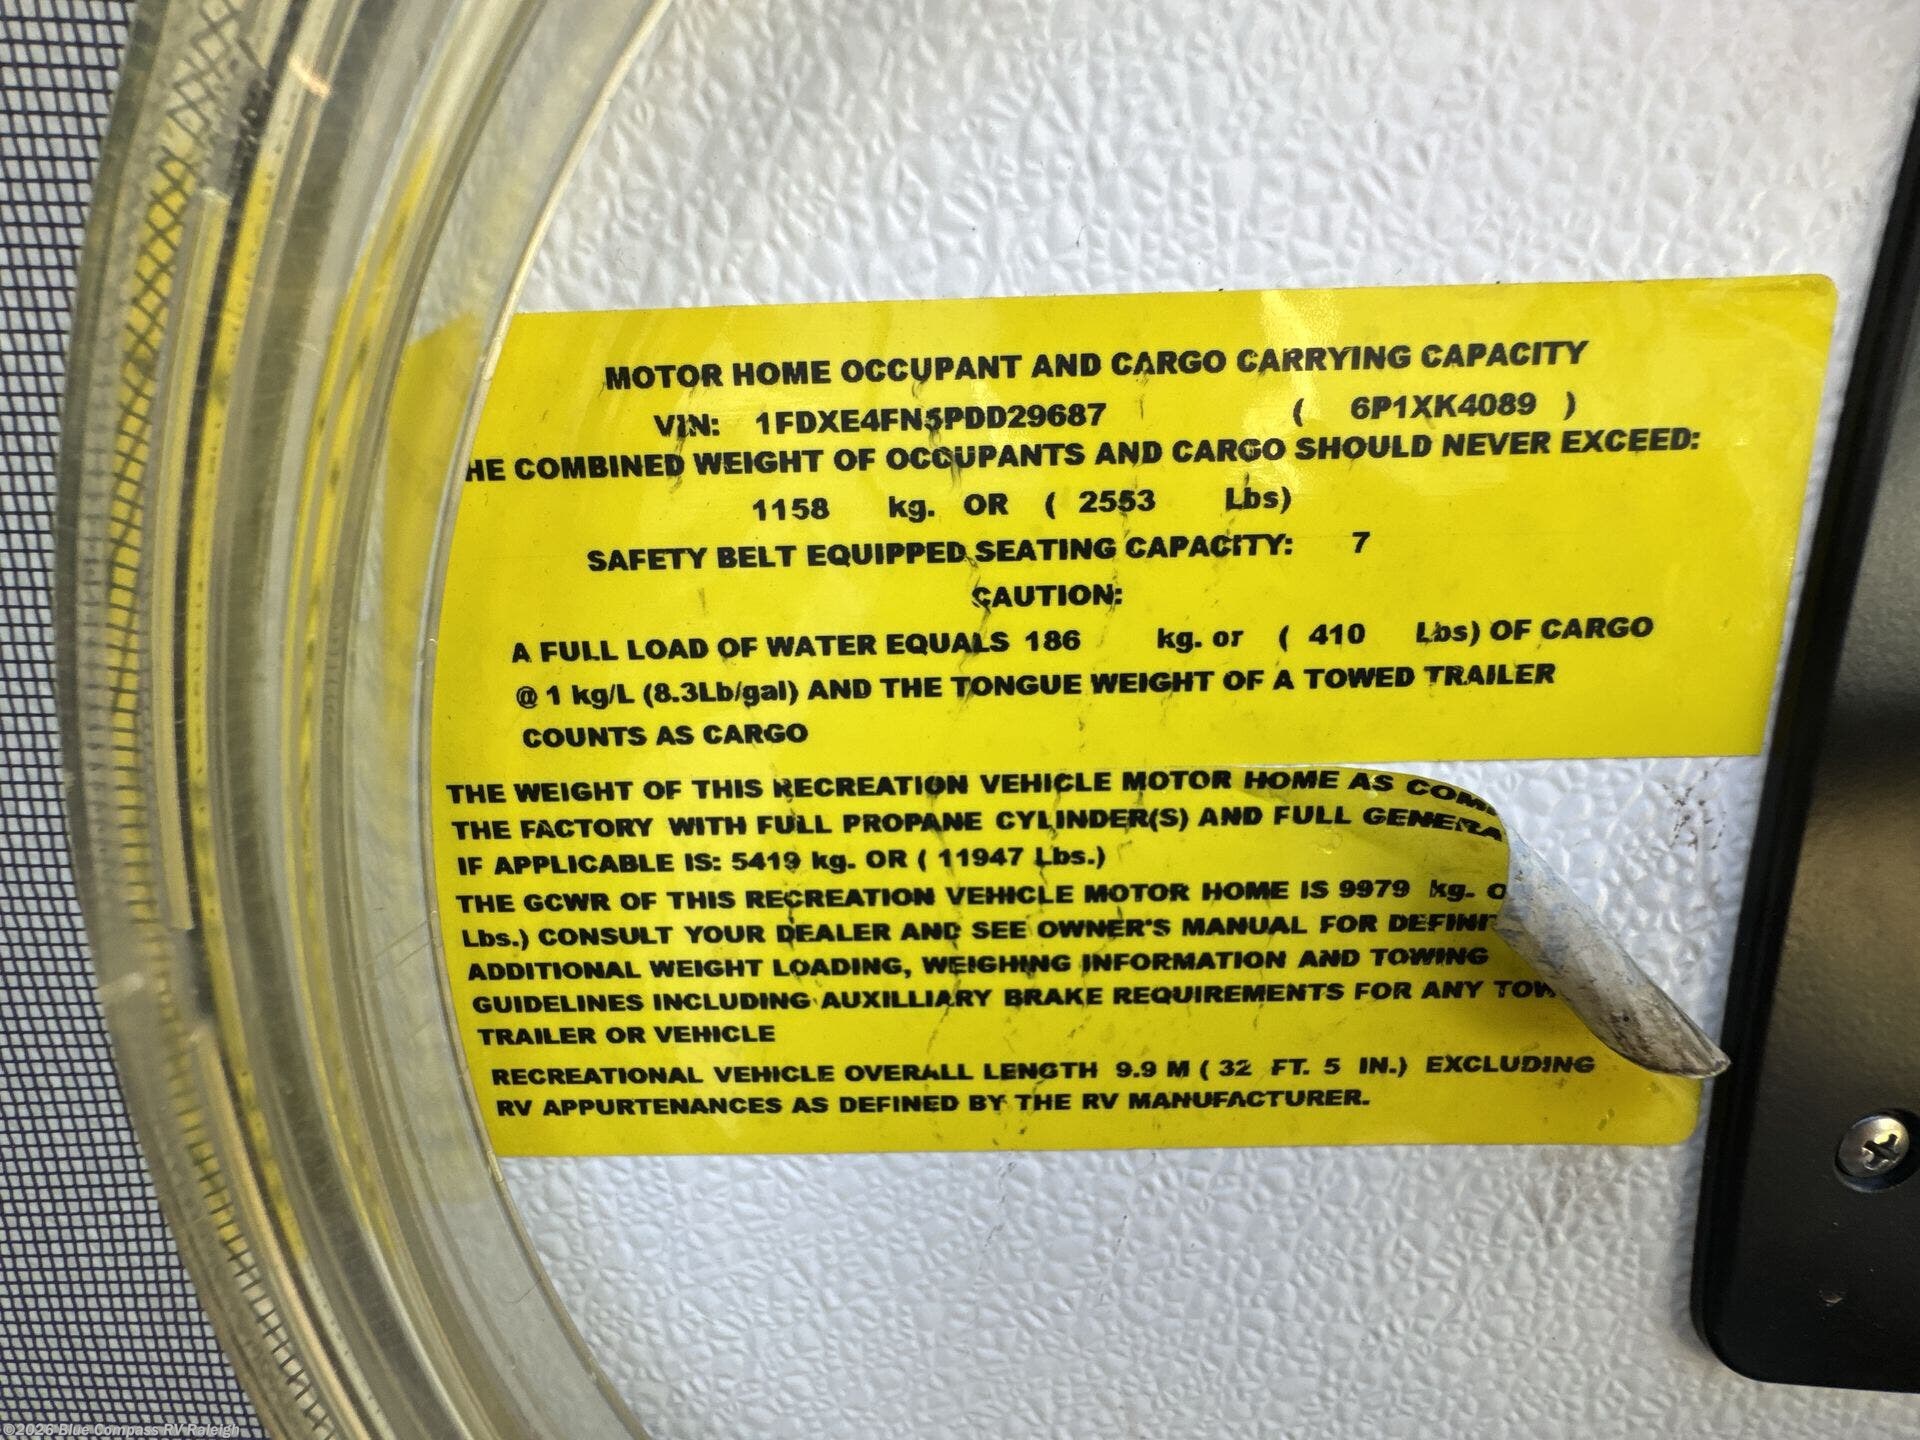 MOTOR HOME OCCUPANT AND CARGO CARRYING CAPACITY
VIN: 1FDXE4FN5PDD29687 ( 6P1XK4089 )
HE COMBINED WEIGHT OF OCCUPANTS AND CARGO SHOULD NEVER EXCEED:
1158 kg. OR ( 2553 Lbs)
SAFETY BELT EQUIPPED SEATING CAPACITY: 7
CAUTION:
A FULL LOAD OF WATER EQUALS 186 kg. or ( 410 Lbs) OF CARGO
@ 1 kg/L (8.3Lb/gal) AND THE TONGUE WEIGHT OF A TOWED TRAILER
COUNTS AS CARGO
THE WEIGHT OF THIS RECREATION VEHICLE MOTOR HOME AS COM
THE FACTORY WITH FULL PROPANE CYLINDER(S) AND FULL GENERA
IF APPLICABLE IS: 5419 kg. OR ( 11947 Lbs.)
THE GCWR OF THIS RECREATION VEHICLE MOTOR HOME IS 9979 kg. O
Lbs.) CONSULT YOUR DEALER AND SEE OWNER'S MANUAL FOR DEFINIT
ADDITIONAL WEIGHT LOADING, WEIGHING INFORMATION AND TOWING
GUIDELINES INCLUDING AUXILLIARY BRAKE REQUIREMENTS FOR ANY TOW
TRAILER OR VEHICLE
RECREATIONAL VEHICLE OVERALL LENGTH 9.9 M ( 32 FT. 5 IN.) EXCLUDING
RV APPURTENANCES AS DEFINED BY THE RV MANUFACTURER.
©2026 Blue Compass RV Raleigh